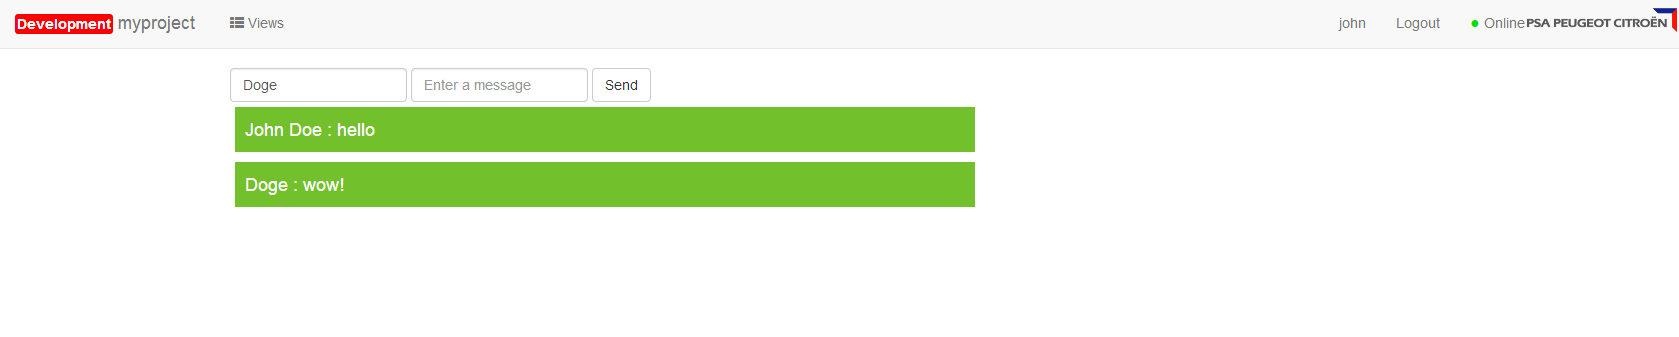 Development myproject Views john Logout Online PSA PEUGEOT CITROËN
Doge Enter a message Send
John Doe : hello
Doge : wow!